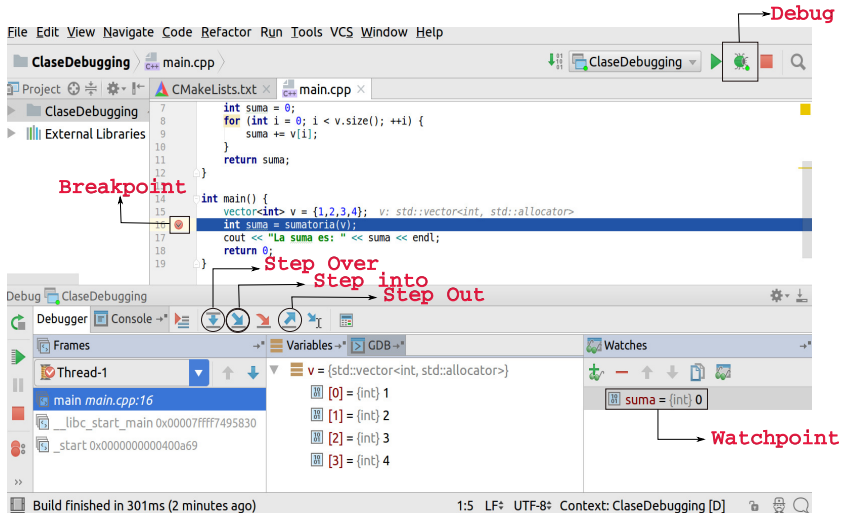 Debug
File Edit View Navigate Code Refactor Run Tools VCS Window Help
ClaseDebugging main.cpp ClaseDebugging
Project CMakeLists.txt main.cpp
ClaseDebugging
External Libraries
7 int suma = 0;
8 for (int i = 0; i < v.size(); ++i) {
9 suma += v[i];
10 }
11 return suma;
12 }
13
Breakpoint
14 int main() {
15 vector<int> v = {1,2,3,4}; v: std::vector<int, std::allocator>
16 int suma = sumatoria(v);
17 cout << "La suma es: " << suma << endl;
18 return 0;
19 }
Step Over
Step into
Step Out
Debug ClaseDebugging
Debugger Console
Frames Variables GDB Watches
Thread-1
main main.cpp:16
__libc_start_main 0x00007ffff7495830
_start 0x0000000000400a69
v = {std::vector<int, std::allocator>}
[0] = {int} 1
[1] = {int} 2
[2] = {int} 3
[3] = {int} 4
suma = {int} 0
Watchpoint
Build finished in 301ms (2 minutes ago) 1:5 LF UTF-8 Context: ClaseDebugging [D]